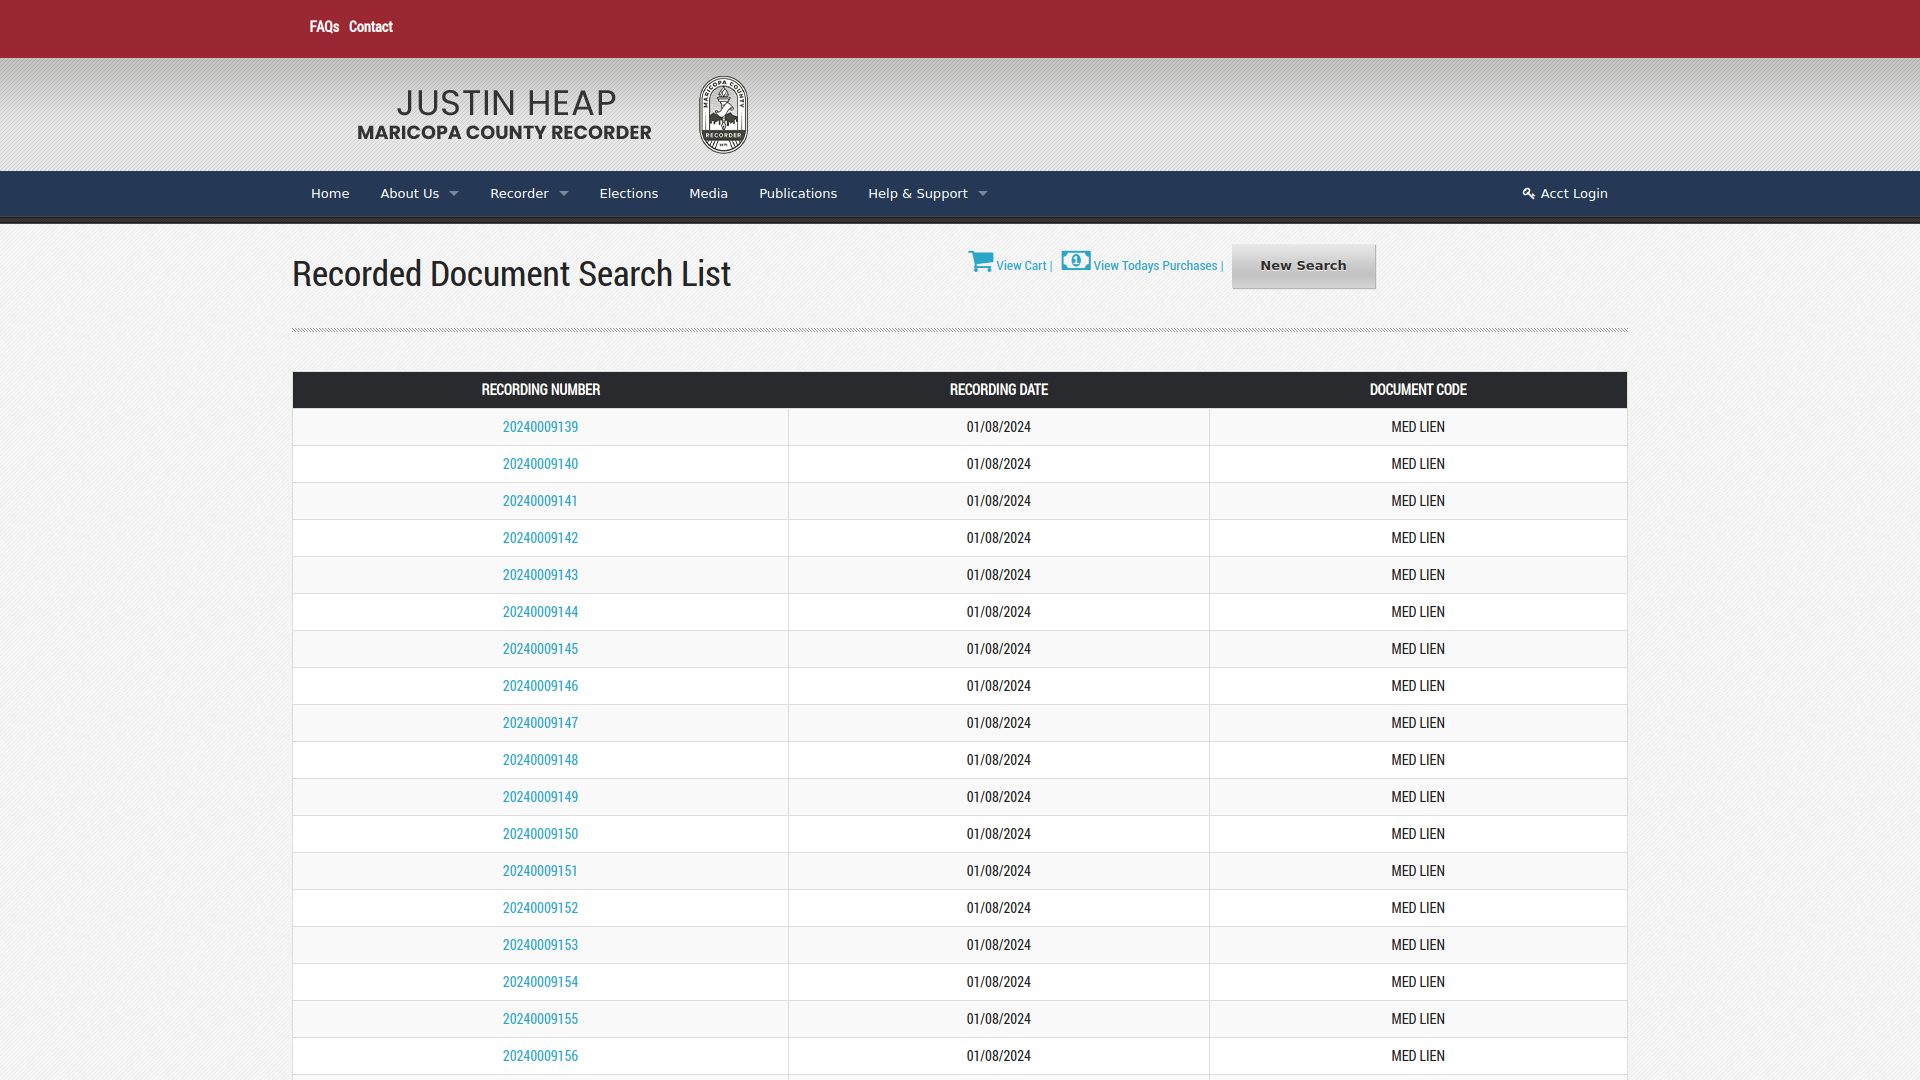 FAQs Contact
JUSTIN HEAP
MARICOPA COUNTY RECORDER
MARICOPA COUNTY
RECORDER
Home About Us Recorder Elections Media Publications Help & Support Acct Login
Recorded Document Search List
View Cart | View Todays Purchases | New Search
RECORDING NUMBER RECORDING DATE DOCUMENT CODE
20240009139 01/08/2024 MED LIEN
20240009140 01/08/2024 MED LIEN
20240009141 01/08/2024 MED LIEN
20240009142 01/08/2024 MED LIEN
20240009143 01/08/2024 MED LIEN
20240009144 01/08/2024 MED LIEN
20240009145 01/08/2024 MED LIEN
20240009146 01/08/2024 MED LIEN
20240009147 01/08/2024 MED LIEN
20240009148 01/08/2024 MED LIEN
20240009149 01/08/2024 MED LIEN
20240009150 01/08/2024 MED LIEN
20240009151 01/08/2024 MED LIEN
20240009152 01/08/2024 MED LIEN
20240009153 01/08/2024 MED LIEN
20240009154 01/08/2024 MED LIEN
20240009155 01/08/2024 MED LIEN
20240009156 01/08/2024 MED LIEN